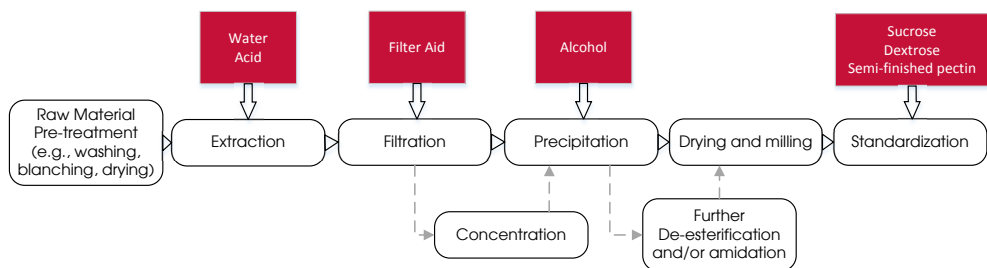 Water
Acid
Filter Aid
Alcohol
Sucrose
Dextrose
Semi-finished pectin
Raw Material
Pre-treatment
(e.g., washing,
blanching, drying)
Extraction
Filtration
Precipitation
Drying and milling
Standardization
Concentration
Further
De-esterification
and/or amidation